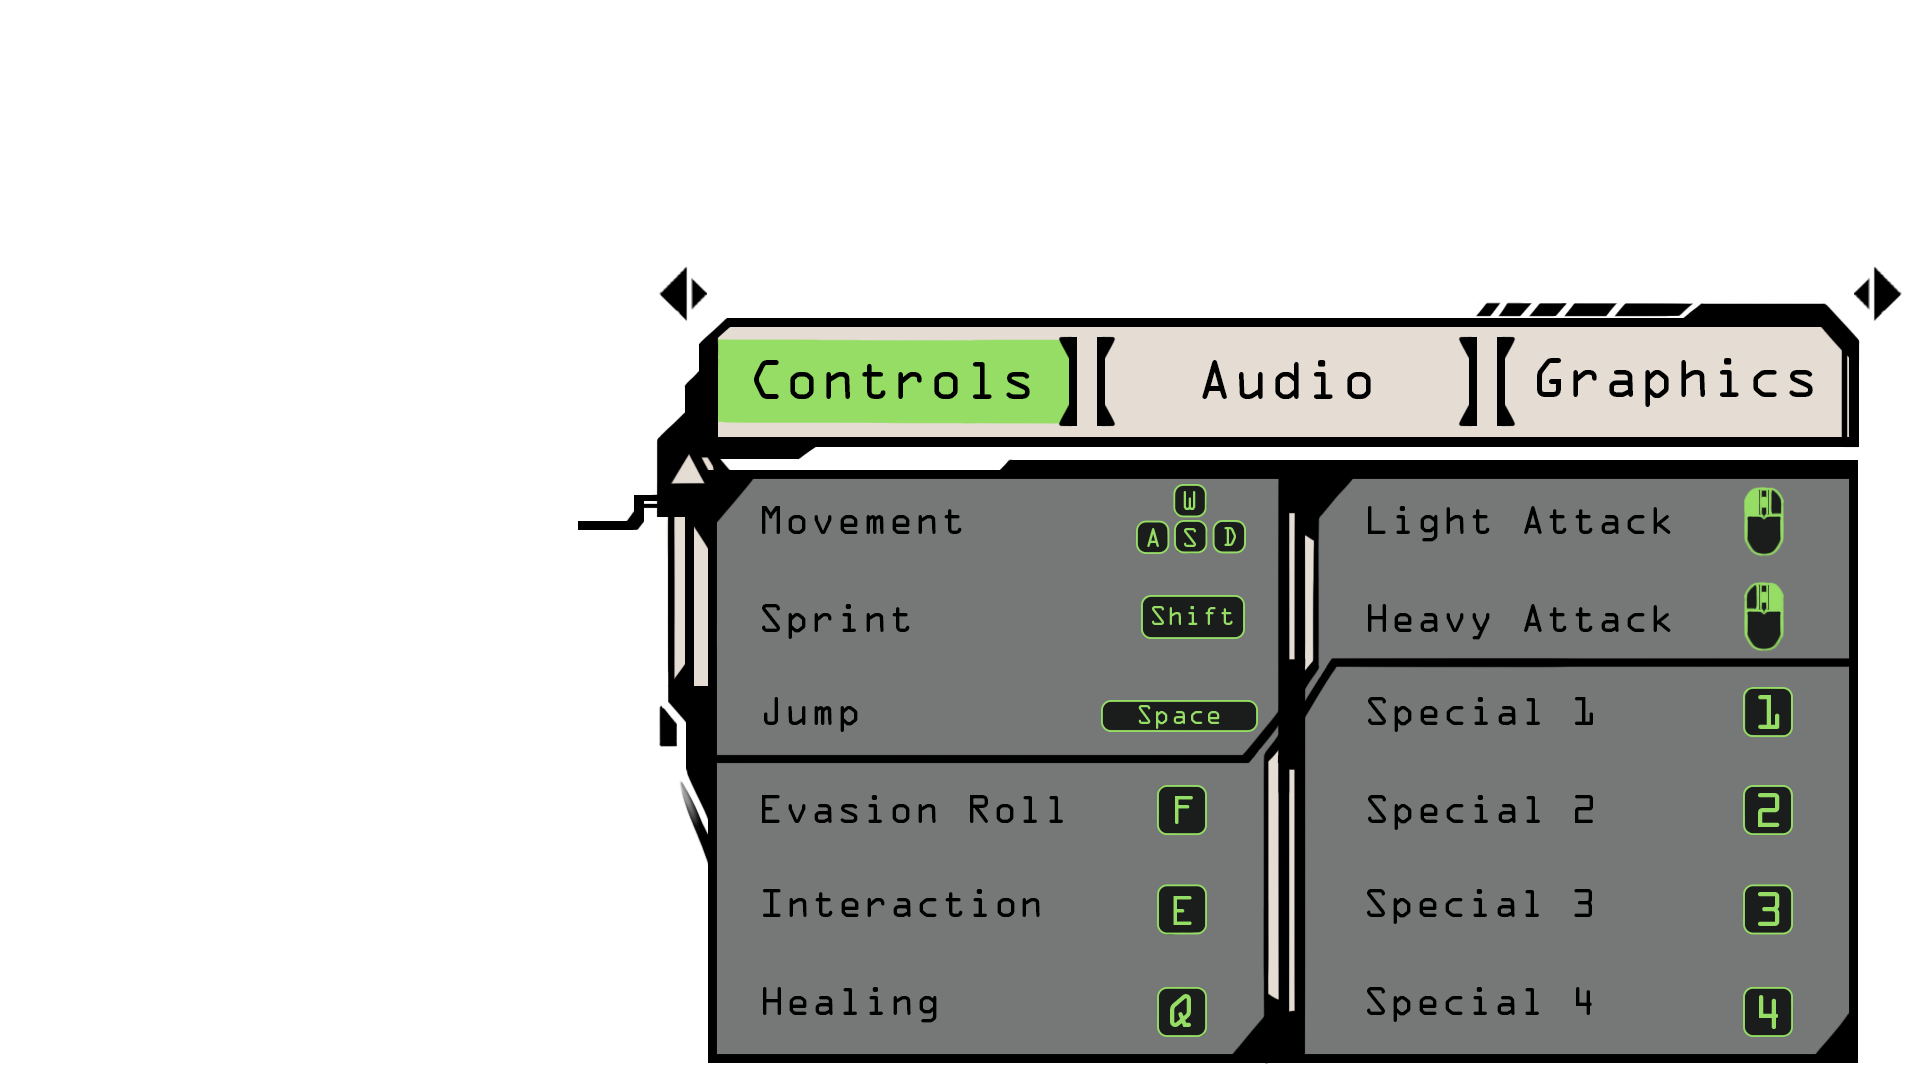 Controls
Audio
Graphics
Movement
W
A S D
Sprint
Shift
Jump
Space
Evasion Roll
F
Interaction
E
Healing
Q
Light Attack
Heavy Attack
Special 1
1
Special 2
2
Special 3
3
Special 4
4